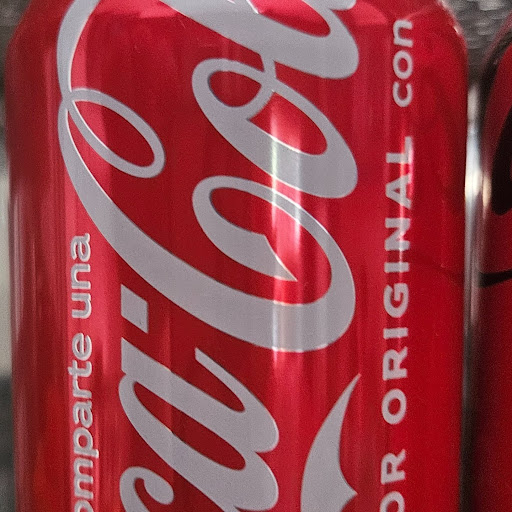 omparte una
Coca-Cola
OR ORIGINAL con